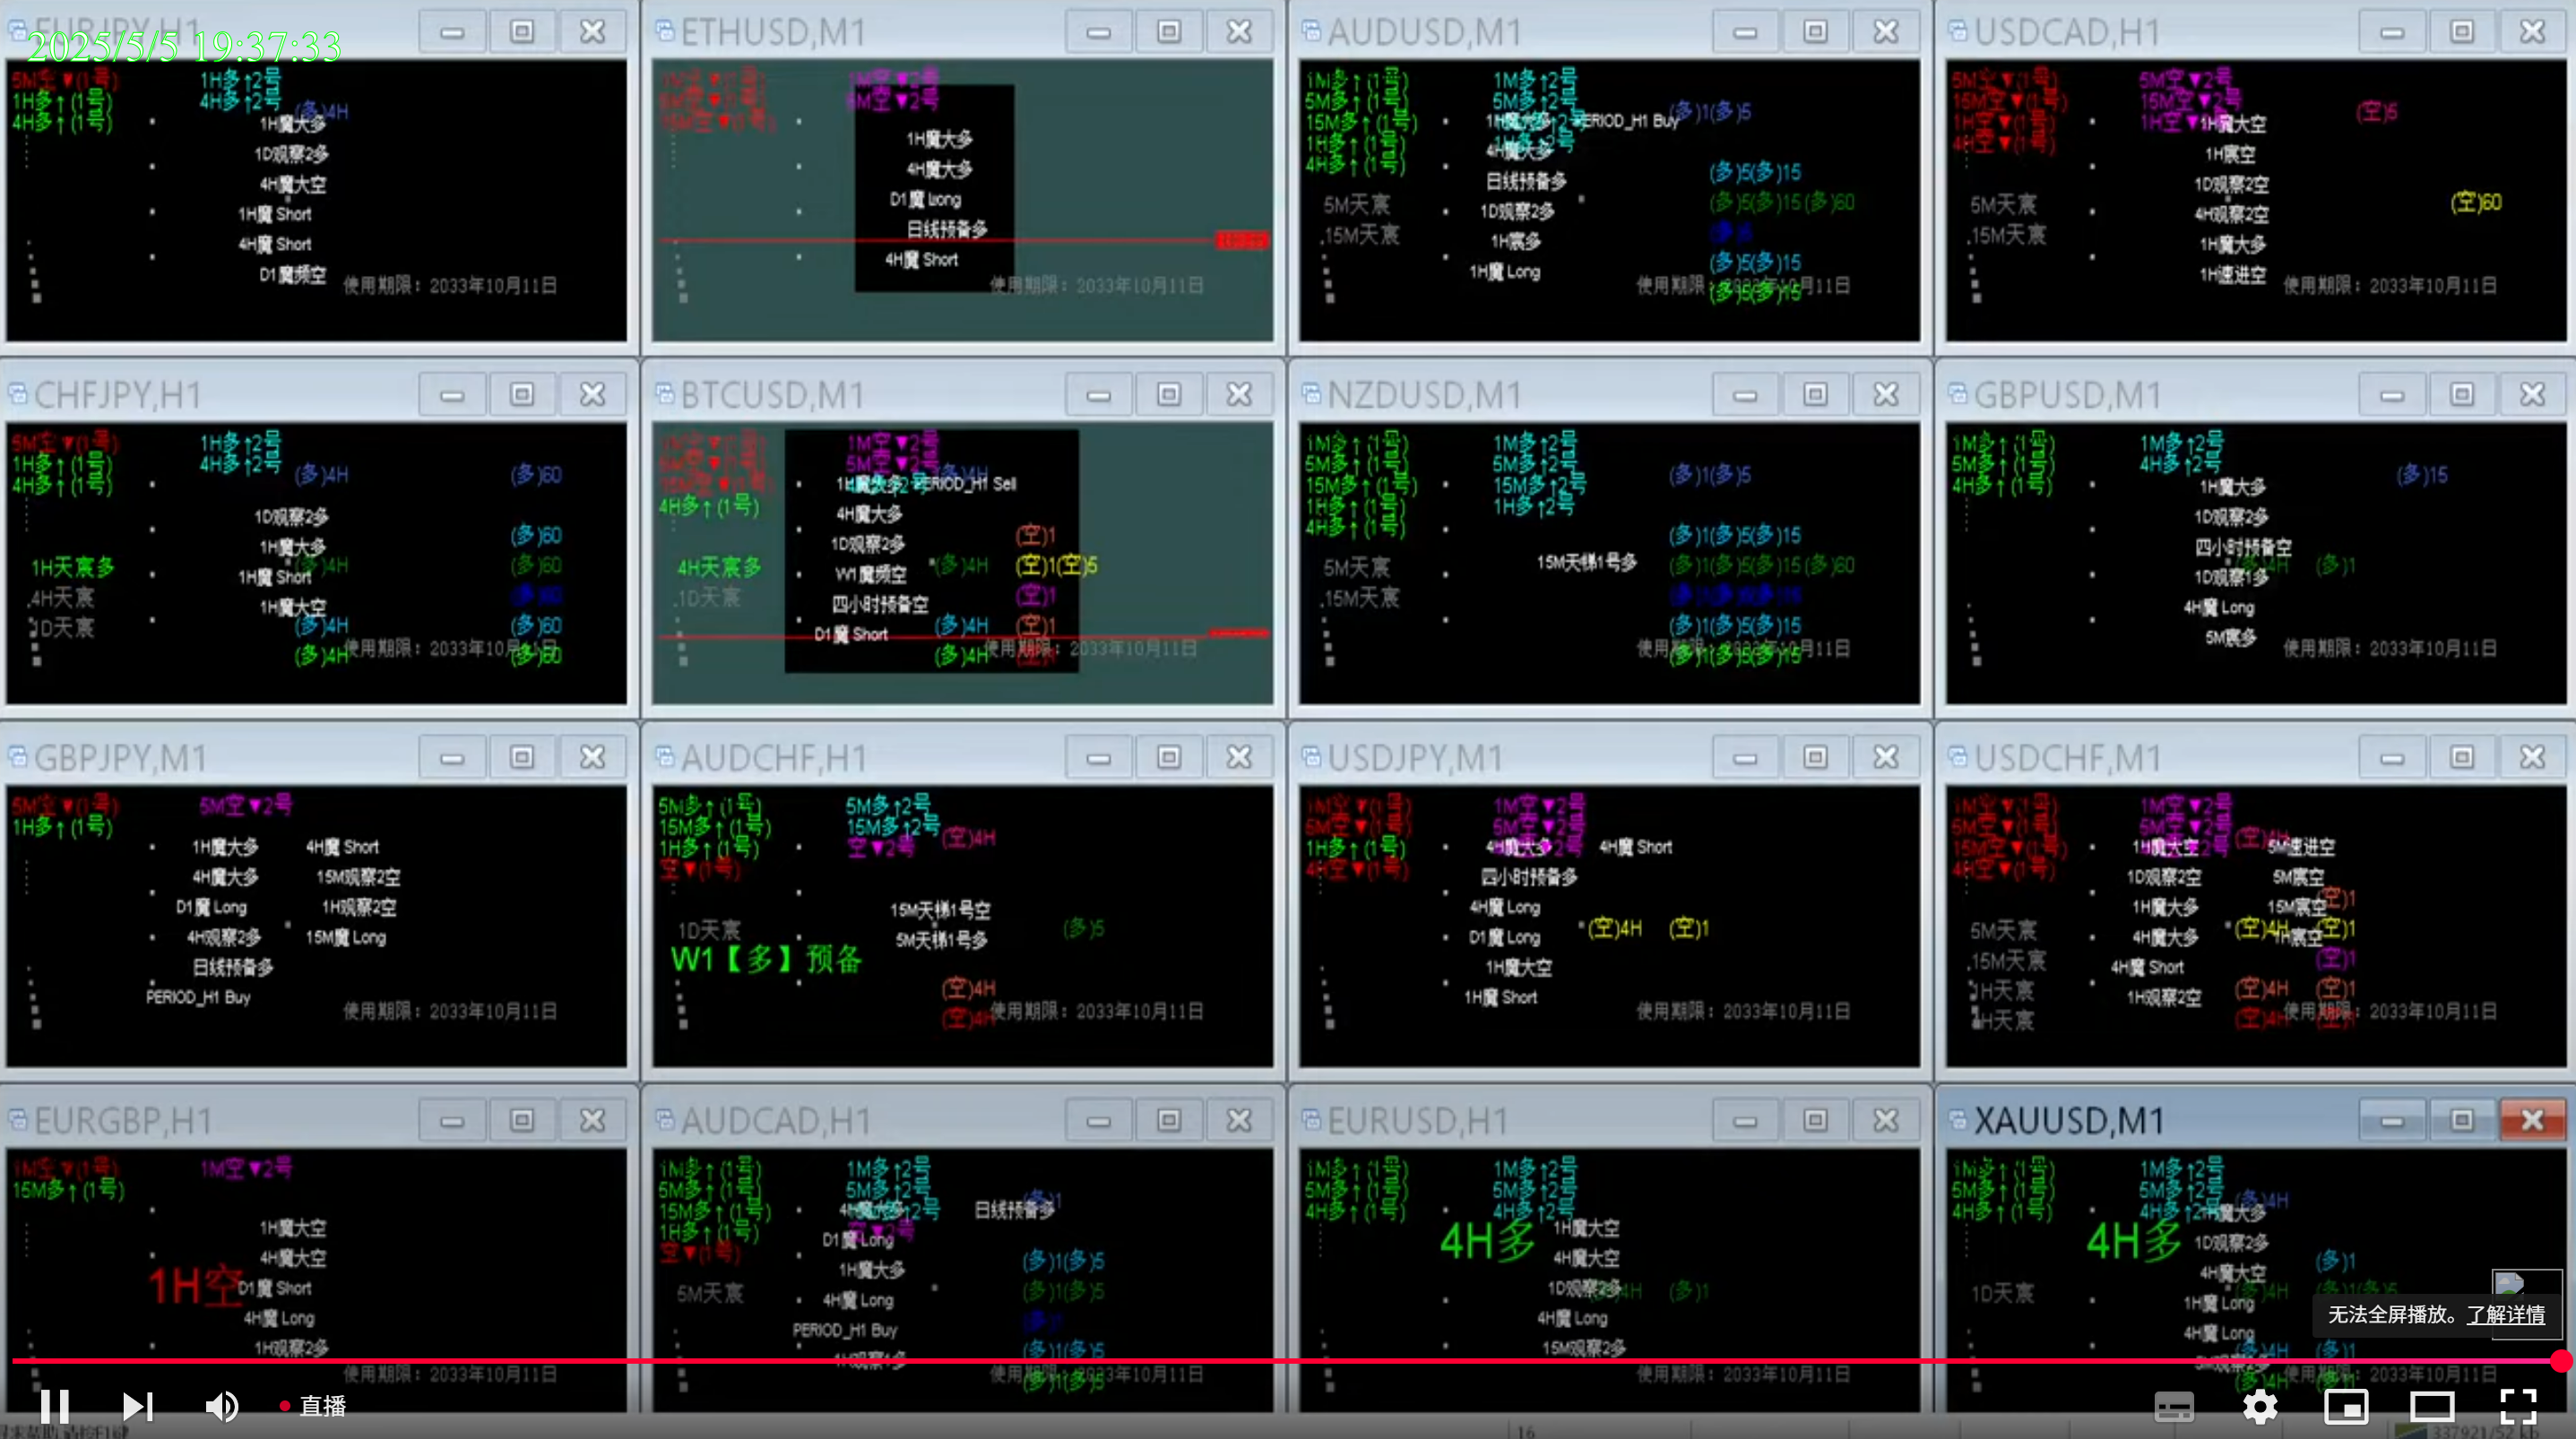 EURJPY,H1
2025/5/5 19:37:33
5M空▼(1号)
1H多↑(1号)
4H多↑(1号)
1H多↑2号
4H多↑2号
(多)4H
1H魔大多
1D观察2多
4H魔大空
1H魔 Short
4H魔 Short
D1魔频空
使用期限：2033年10月11日
ETHUSD,M1
1M空▼(1号)
5M空▼(1号)
15M空▼(1号)
1M空▼2号
5M空▼2号
1H魔大多
4H魔大多
D1魔 Long
日线预备多
4H魔 Short
使用期限：2033年10月11日
AUDUSD,M1
1M多↑(1号)
5M多↑(1号)
15M多↑(1号)
1H多↑(1号)
4H多↑(1号)
1M多↑2号
5M多↑2号
1H魔大多
PERIOD_H1 Buy
(多)1(多)5
4H魔大多
日线预备多
1D观察2多
1H宸多
1H魔 Long
5M天宸
15M天宸
(多)5(多)15
(多)5(多)15(多)60
(多)5(多)15
(多)5(多)15
使用期限：2033年10月11日
USDCAD,H1
5M空▼(1号)
15M空▼(1号)
1H空▼(1号)
4H空▼(1号)
5M空▼2号
15M空▼2号
1H空▼
1H魔大空
(空)5
1H宸空
1D观察2空
4H观察2空
1H魔大多
1H速进空
5M天宸
15M天宸
(空)60
使用期限：2033年10月11日
CHFJPY,H1
5M空▼(1号)
1H多↑(1号)
4H多↑(1号)
1H多↑2号
4H多↑2号
(多)4H
(多)60
1D观察2多
1H魔大多
1H魔 Short
1H魔大空
1H天宸多
4H天宸
1D天宸
(多)60
(多)4H
(多)60
(多)4H
(多)60
(多)4H
(多)60
使用期限：2033年10月11日
BTCUSD,M1
1M空▼(1号)
5M空▼(1号)
15M空▼(1号)
4H多↑(1号)
1M空▼2号
5M空▼2号
(多)4H
1H魔大多
PERIOD_H1 Sell
4H魔大多
1D观察2多
W1魔频空
四小时预备空
D1魔 Short
4H天宸多
1D天宸
(空)1
(多)4H
(空)1(空)5
(空)1
(多)4H
(空)1
(多)4H
使用期限：2033年10月11日
NZDUSD,M1
1M多↑(1号)
5M多↑(1号)
15M多↑(1号)
1H多↑(1号)
4H多↑(1号)
1M多↑2号
5M多↑2号
15M多↑2号
1H多↑2号
(多)1(多)5
15M天梯1号多
5M天宸
15M天宸
(多)1(多)5(多)15
(多)1(多)5(多)15(多)60
(多)1(多)5(多)15
(多)1(多)5(多)15
(多)1(多)5(多)15
使用期限：2033年10月11日
GBPUSD,M1
1M多↑(1号)
5M多↑(1号)
4H多↑(1号)
1M多↑2号
4H多↑2号
(多)15
1H魔大多
1D观察2多
四小时预备空
1D观察1多
4H魔 Long
5M宸多
(多)1
使用期限：2033年10月11日
GBPJPY,M1
5M空▼(1号)
1H多↑(1号)
5M空▼2号
1H魔大多
4H魔 Short
4H魔大多
15M观察2空
D1魔 Long
1H观察2空
4H观察2多
15M魔 Long
日线预备多
PERIOD_H1 Buy
使用期限：2033年10月11日
AUDCHF,H1
5M多↑(1号)
15M多↑(1号)
1H多↑(1号)
空▼(1号)
5M多↑2号
15M多↑2号
空▼2号
(空)4H
15M天梯1号空
5M天梯1号多
1D天宸
W1【多】预备
(多)5
(空)4H
(空)4H
使用期限：2033年10月11日
USDJPY,M1
1M空▼(1号)
5M空▼(1号)
1H多↑(1号)
4H空▼(1号)
1M空▼2号
5M空▼2号
4H魔大多
4H魔 Short
四小时预备多
4H魔 Long
D1魔 Long
1H魔大空
1H魔 Short
(空)4H
(空)1
使用期限：2033年10月11日
USDCHF,M1
1M空▼(1号)
5M空▼(1号)
15M空▼(1号)
4H空▼(1号)
1M空▼2号
5M空▼2号
(空)4H
1H魔大空
5M速进空
1D观察2空
5M宸空
1H魔大多
15M宸空
4H魔大多
1H宸空
4H魔 Short
1H观察2空
5M天宸
15M天宸
1H天宸
4H天宸
(空)1
(空)4H
(空)1
(空)1
(空)4H
(空)1
(空)4H
使用期限：2033年10月11日
EURGBP,H1
1M空▼(1号)
15M多↑(1号)
1M空▼2号
1H魔大空
4H魔大空
1H空
D1魔 Short
4H魔 Long
1H观察2多
使用期限：2033年10月11日
AUDCAD,H1
1M多↑(1号)
5M多↑(1号)
15M多↑(1号)
1H多↑(1号)
空▼(1号)
1M多↑2号
5M多↑2号
空▼2号
(多)1
4H魔大多
日线预备多
D1魔 Long
1H魔大多
4H魔 Long
PERIOD_H1 Buy
5M天宸
(多)1(多)5
(多)1(多)5
(多)1(多)5
(多)1(多)5
使用期限：2033年10月11日
EURUSD,H1
1M多↑(1号)
5M多↑(1号)
4H多↑(1号)
1M多↑2号
5M多↑2号
4H多↑2号
4H多
1H魔大空
4H魔大空
1D观察2多
4H魔 Long
15M观察2多
(多)1
使用期限：2033年10月11日
XAUUSD,M1
1M多↑(1号)
5M多↑(1号)
4H多↑(1号)
1M多↑2号
5M多↑2号
4H多↑2号
(多)4H
4H多
1H魔大多
1D观察2多
4H魔大空
1H魔 Long
4H魔 Long
1D天宸
(多)1
(多)4H
(多)1(多)5
(多)4H
(多)1
(多)4H
使用期限：2033年10月11日
无法全屏播放。了解详情
直播
16
337921/52 kb